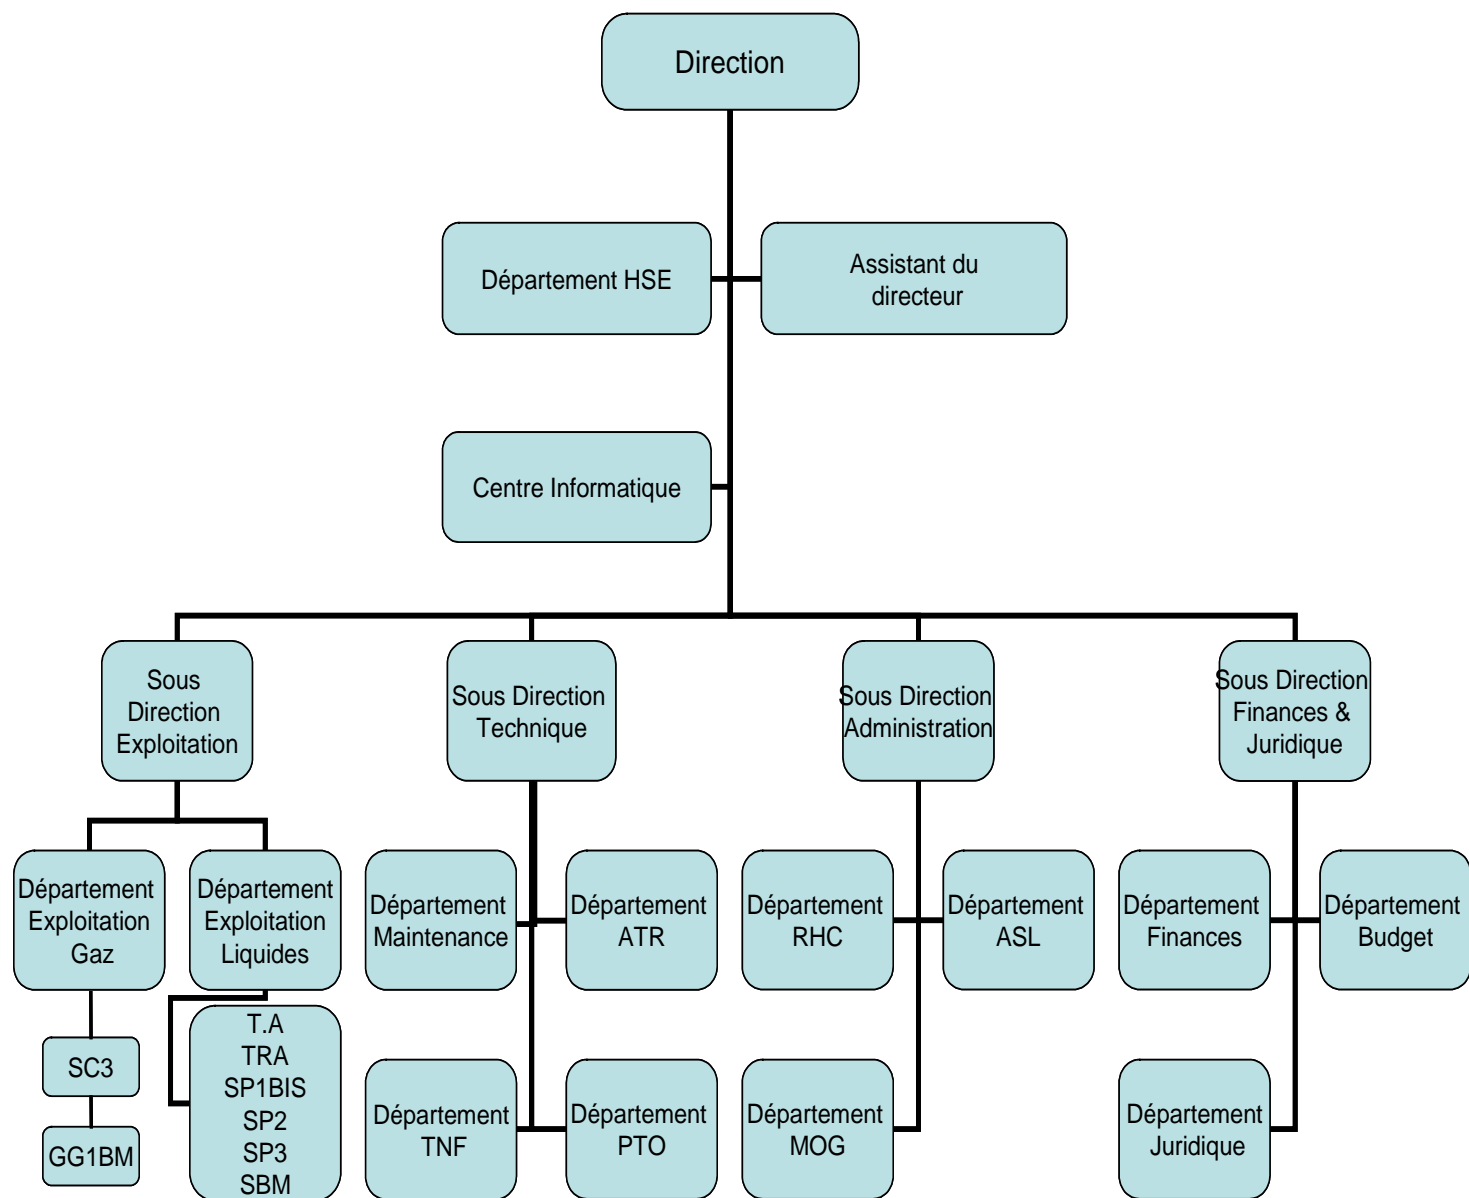 Direction
Département HSE
Assistant du
directeur
Centre Informatique
Sous
Direction
Exploitation
Sous Direction
Technique
Sous Direction
Administration
Sous Direction
Finances &
Juridique
Département
Exploitation
Gaz
Département
Exploitation
Liquides
Département
Maintenance
Département
ATR
Département
RHC
Département
ASL
Département
Finances
Département
Budget
SC3
GG1BM
T.A
TRA
SP1BIS
SP2
SP3
SBM
Département
TNF
Département
PTO
Département
MOG
Département
Juridique